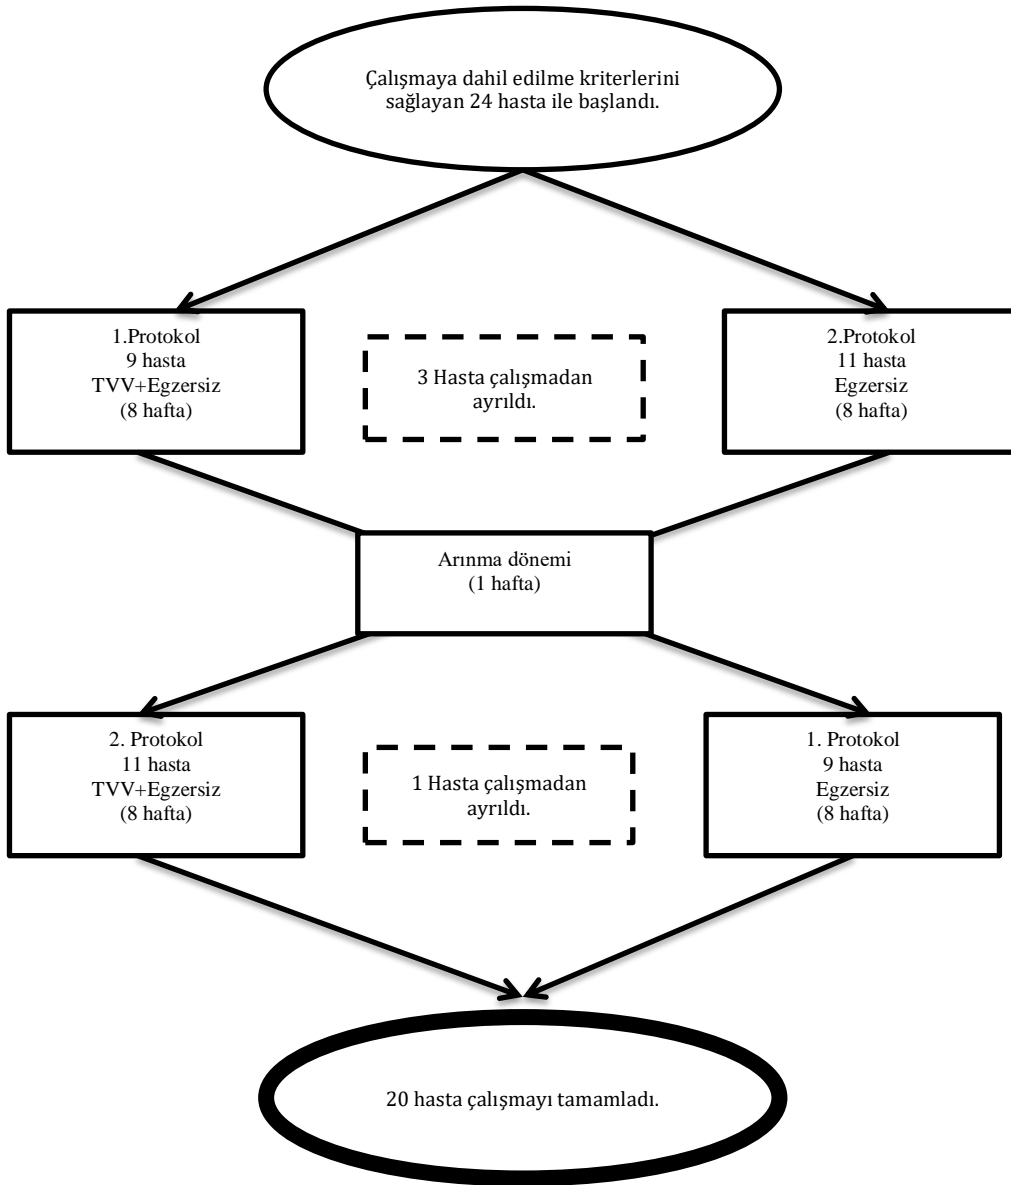 Çalışmaya dahil edilme kriterlerini
sağlayan 24 hasta ile başlandı.
1.Protokol
9 hasta
TVV+Egzersiz
(8 hafta)
3 Hasta çalışmadan
ayrıldı.
2.Protokol
11 hasta
Egzersiz
(8 hafta)
Arınma dönemi
(1 hafta)
2. Protokol
11 hasta
TVV+Egzersiz
(8 hafta)
1 Hasta çalışmadan
ayrıldı.
1. Protokol
9 hasta
Egzersiz
(8 hafta)
20 hasta çalışmayı tamamladı.